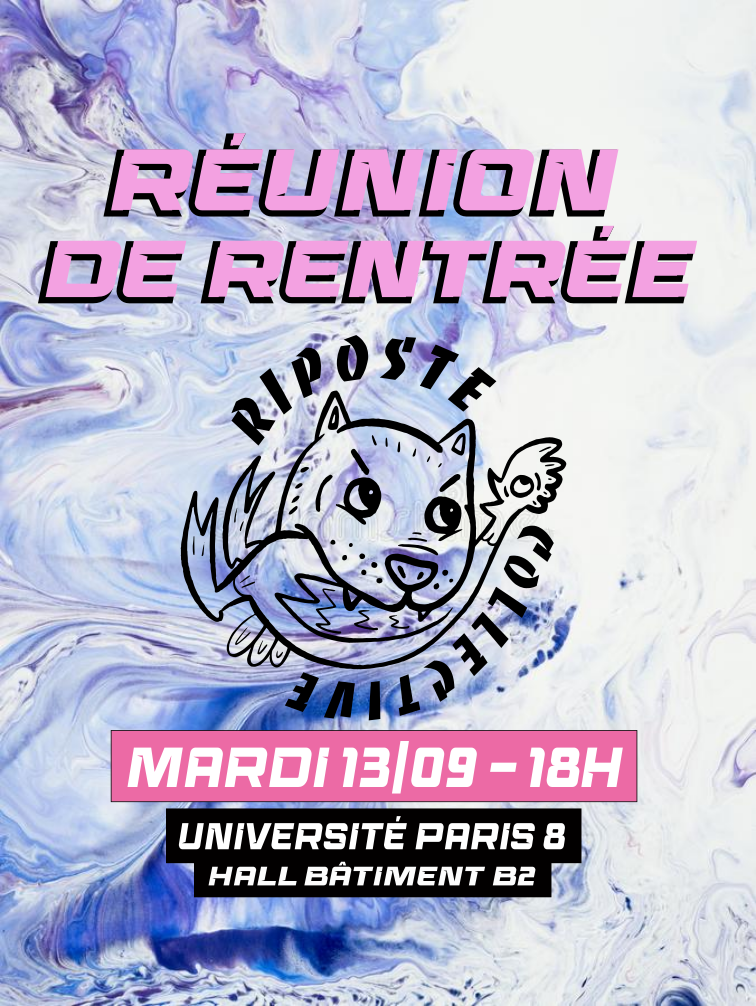 RÉUNION
DE RENTRÉE
RIPOSTE
COLLECTIVE
MARDI 13/09 - 18H
UNIVERSITÉ PARIS 8
HALL BÂTIMENT B2